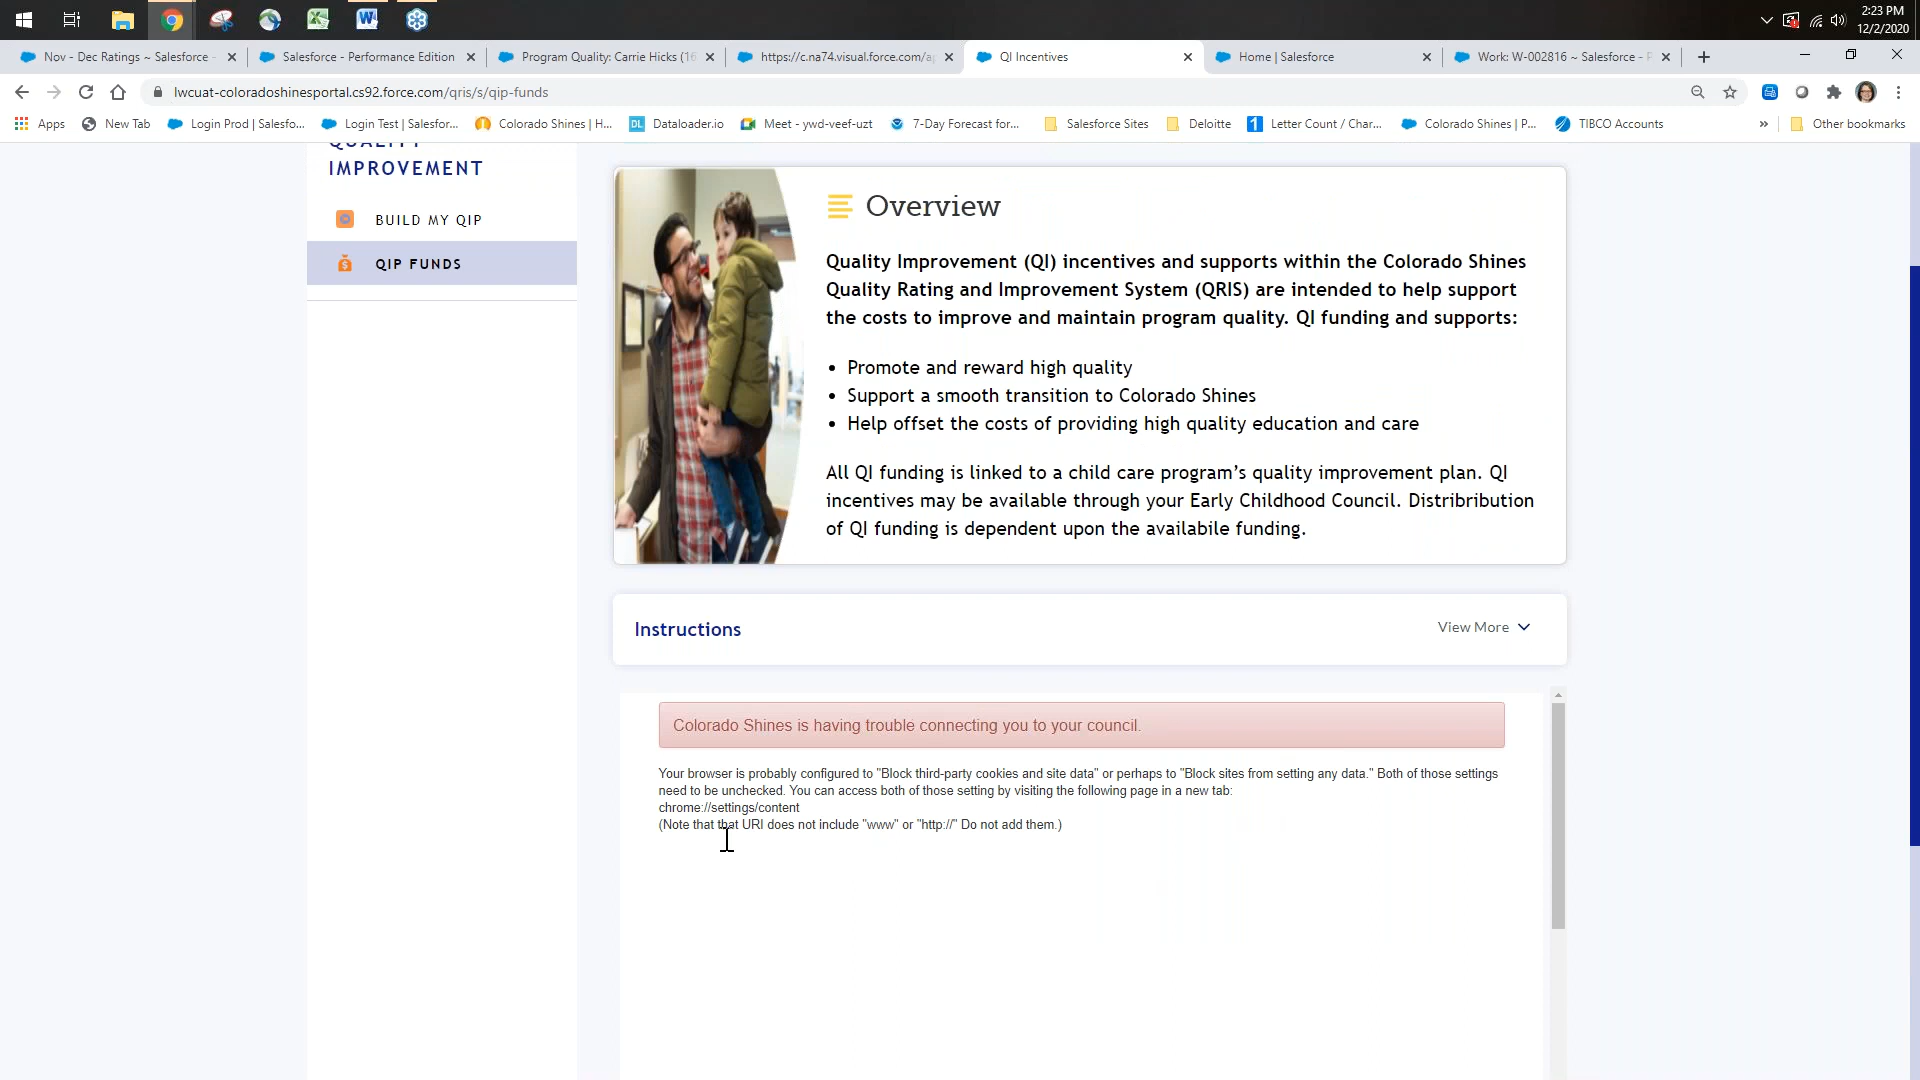 2:23 PM
12/2/2020
Nov - Dec Ratings ~ Salesforce -
Salesforce - Performance Edition
Program Quality: Carrie Hicks (16
https://c.na74.visual.force.com/a
QI Incentives
Home | Salesforce
Work: W-002816 ~ Salesforce - P
lwcuat-coloradoshinesportal.cs92.force.com/qris/s/qip-funds
Apps
New Tab
Login Prod | Salesfo...
Login Test | Salesfor...
Colorado Shines | H...
DL Dataloader.io
Meet - ywd-veef-uzt
7-Day Forecast for...
Salesforce Sites
Deloitte
1 Letter Count / Char...
Colorado Shines | P...
TIBCO Accounts
»
Other bookmarks
QUALITY
IMPROVEMENT
BUILD MY QIP
QIP FUNDS
Overview
Quality Improvement (QI) incentives and supports within the Colorado Shines
Quality Rating and Improvement System (QRIS) are intended to help support
the costs to improve and maintain program quality. QI funding and supports:
• Promote and reward high quality
• Support a smooth transition to Colorado Shines
• Help offset the costs of providing high quality education and care
All QI funding is linked to a child care program’s quality improvement plan. QI
incentives may be available through your Early Childhood Council. Distribribution
of QI funding is dependent upon the availabile funding.
Instructions
View More
Colorado Shines is having trouble connecting you to your council.
Your browser is probably configured to "Block third-party cookies and site data" or perhaps to "Block sites from setting any data." Both of those settings
need to be unchecked. You can access both of those setting by visiting the following page in a new tab:
chrome://settings/content
(Note that that URI does not include "www" or "http://" Do not add them.)